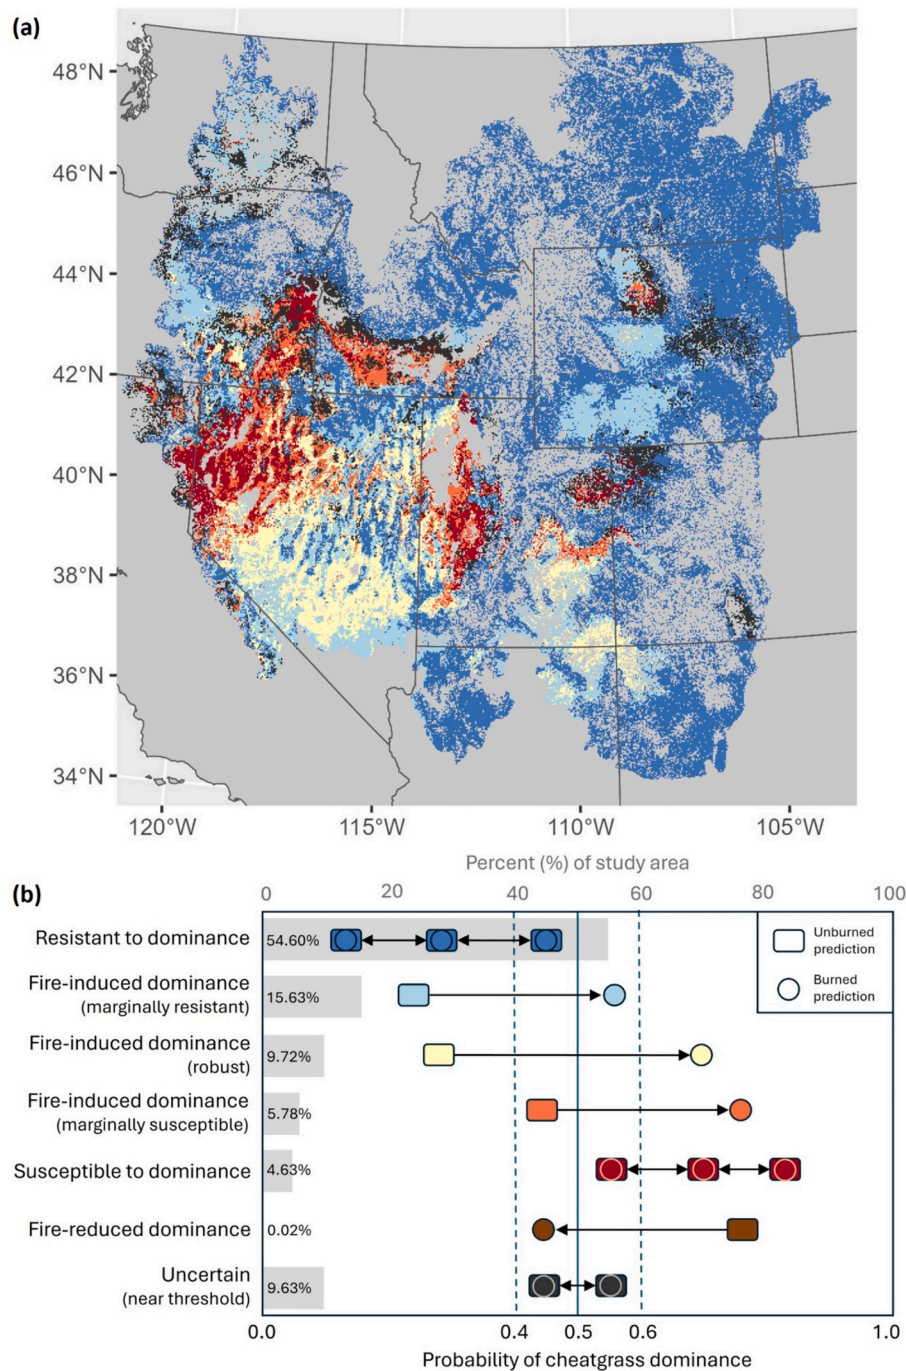 (a)
48°N
46°N
44°N
42°N
40°N
38°N
36°N
34°N
120°W 115°W 110°W 105°W
Percent (%) of study area
(b)
0 20 40 60 80 100
Resistant to dominance 54.60%
Unburned
prediction
Burned
prediction
Fire-induced dominance
(marginally resistant)
15.63%
Fire-induced dominance
(robust)
9.72%
Fire-induced dominance
(marginally susceptible)
5.78%
Susceptible to dominance 4.63%
Fire-reduced dominance 0.02%
Uncertain
(near threshold)
9.63%
0.0 0.4 0.5 0.6 1.0
Probability of cheatgrass dominance